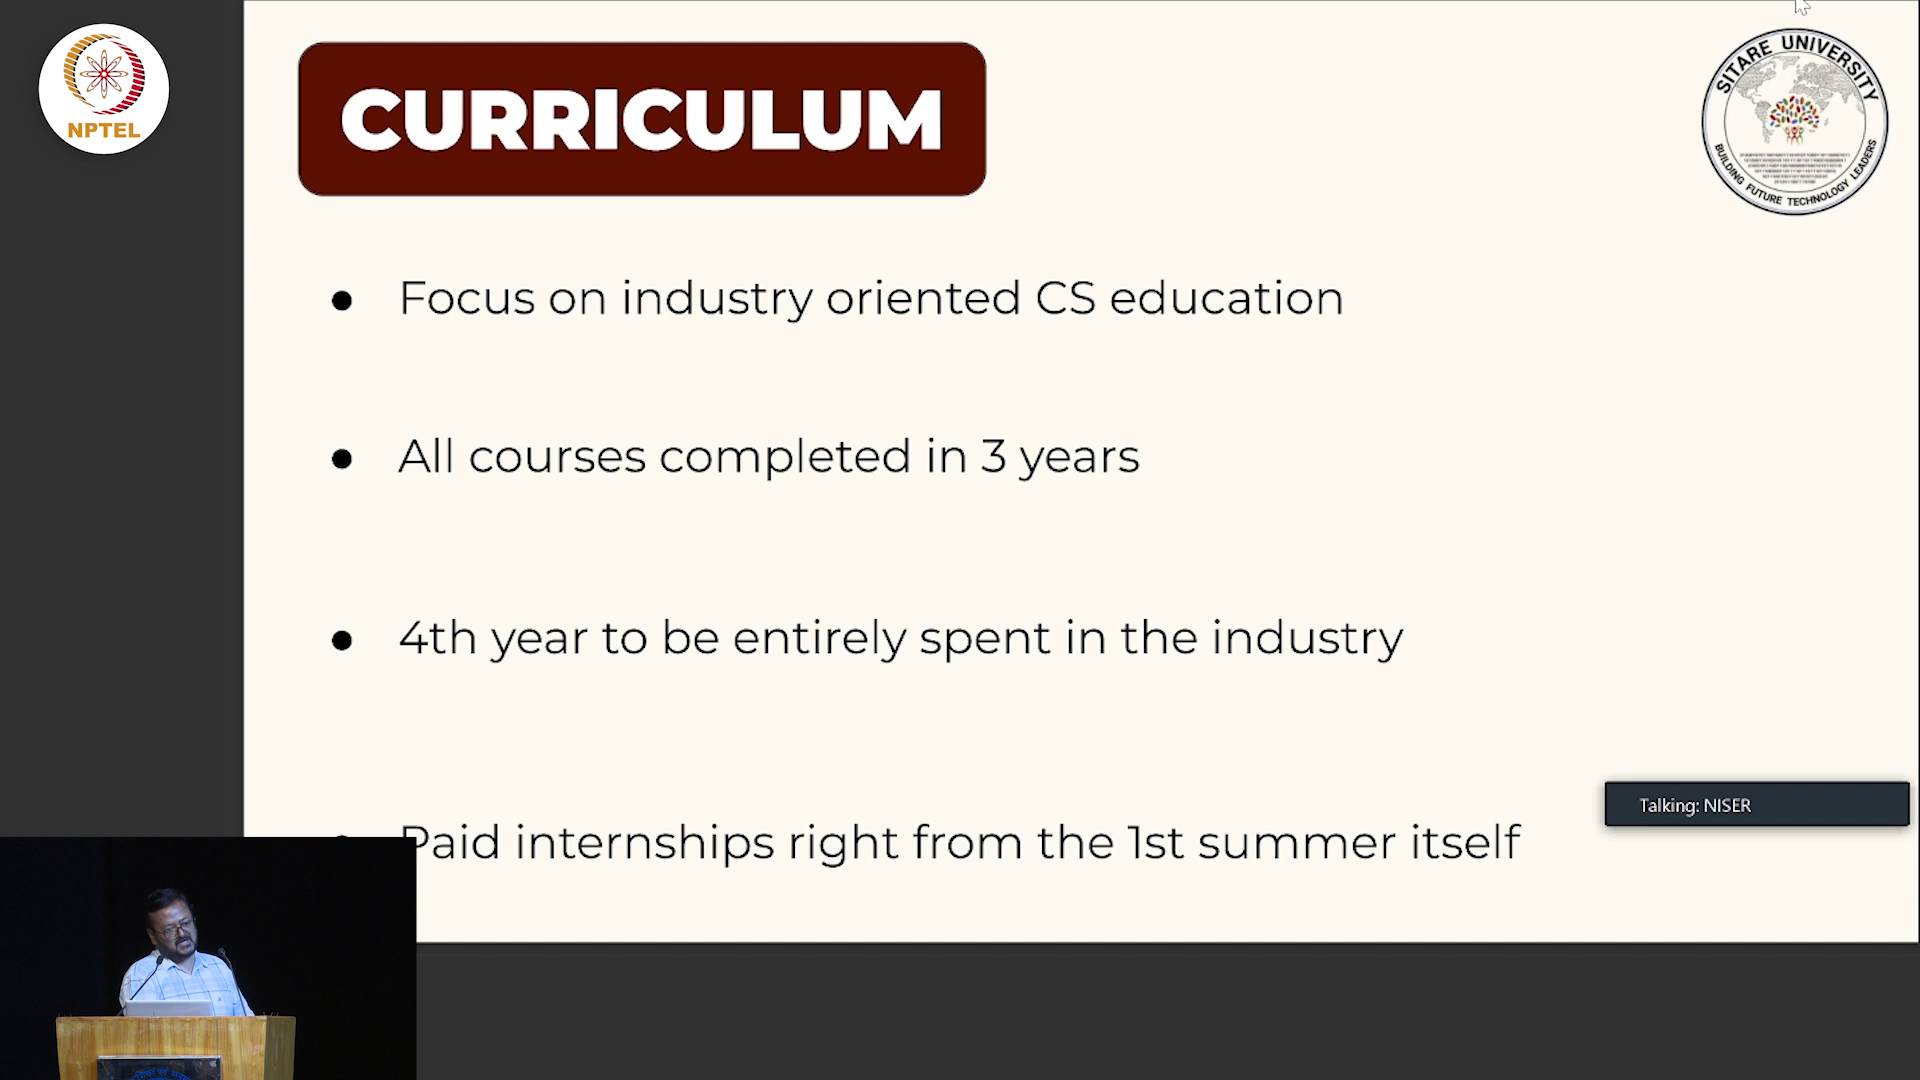 NPTEL
CURRICULUM
SITARE UNIVERSITY
BUILDING FUTURE TECHNOLOGY LEADERS
● Focus on industry oriented CS education
● All courses completed in 3 years
● 4th year to be entirely spent in the industry
Talking: NISER
Paid internships right from the 1st summer itself